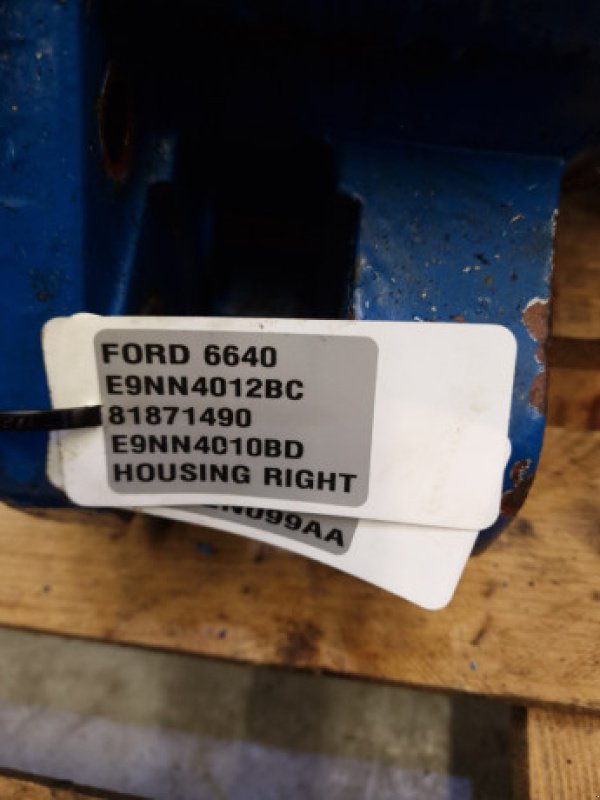 FORD 6640
E9NN4012BC
81871490
E9NN4010BD
HOUSING RIGHT